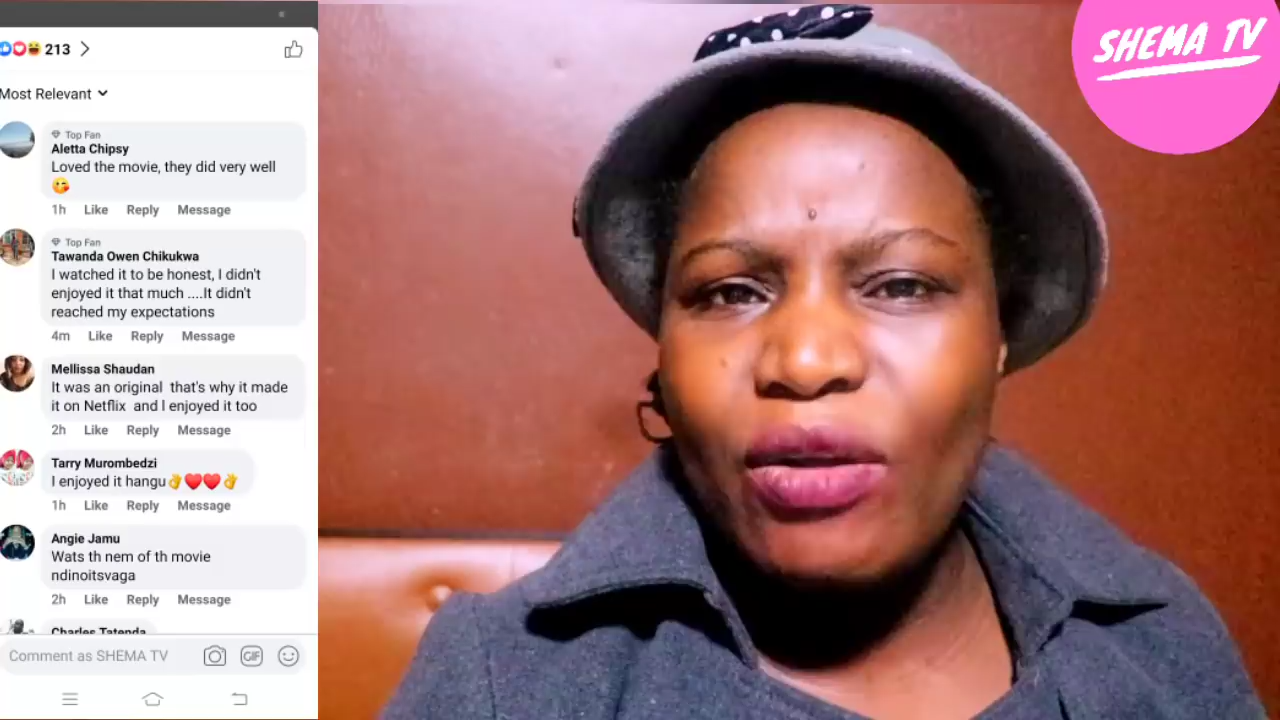 213
Most Relevant
Top Fan
Aletta Chipsy
Loved the movie, they did very well
1h Like Reply Message
Top Fan
Tawanda Owen Chikukwa
I watched it to be honest, I didn't
enjoyed it that much ....It didn't
reached my expectations
4m Like Reply Message
Mellissa Shaudan
It was an original that's why it made
it on Netflix and I enjoyed it too
2h Like Reply Message
Tarry Murombedzi
I enjoyed it hangu👌♥️♥️👌
1h Like Reply Message
Angie Jamu
Wats th nem of th movie
ndinoitsvaga
2h Like Reply Message
Charles Tatenda
Comment as SHEMA TV
GIF
SHEMA TV